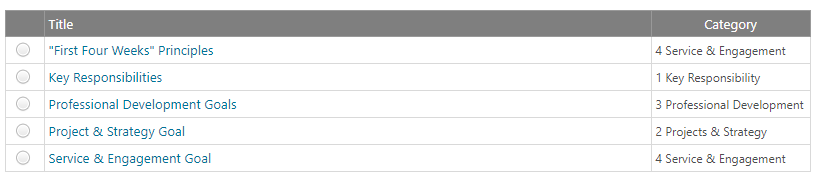 Title Category
"First Four Weeks" Principles 4 Service & Engagement
Key Responsibilities 1 Key Responsibility
Professional Development Goals 3 Professional Development
Project & Strategy Goal 2 Projects & Strategy
Service & Engagement Goal 4 Service & Engagement